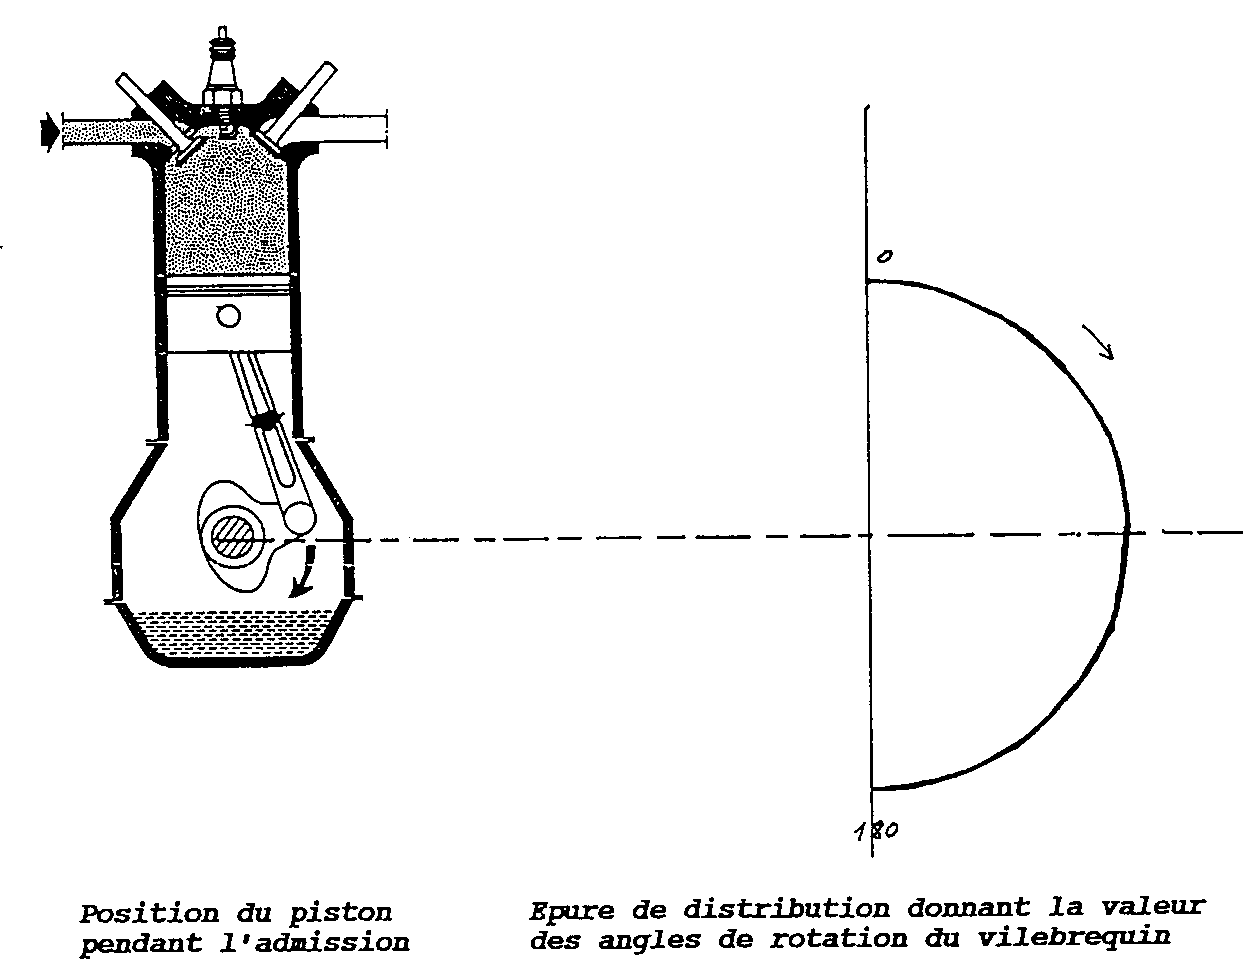 0
180
Position du piston
pendant l'admission
Epure de distribution donnant la valeur
des angles de rotation du vilebrequin